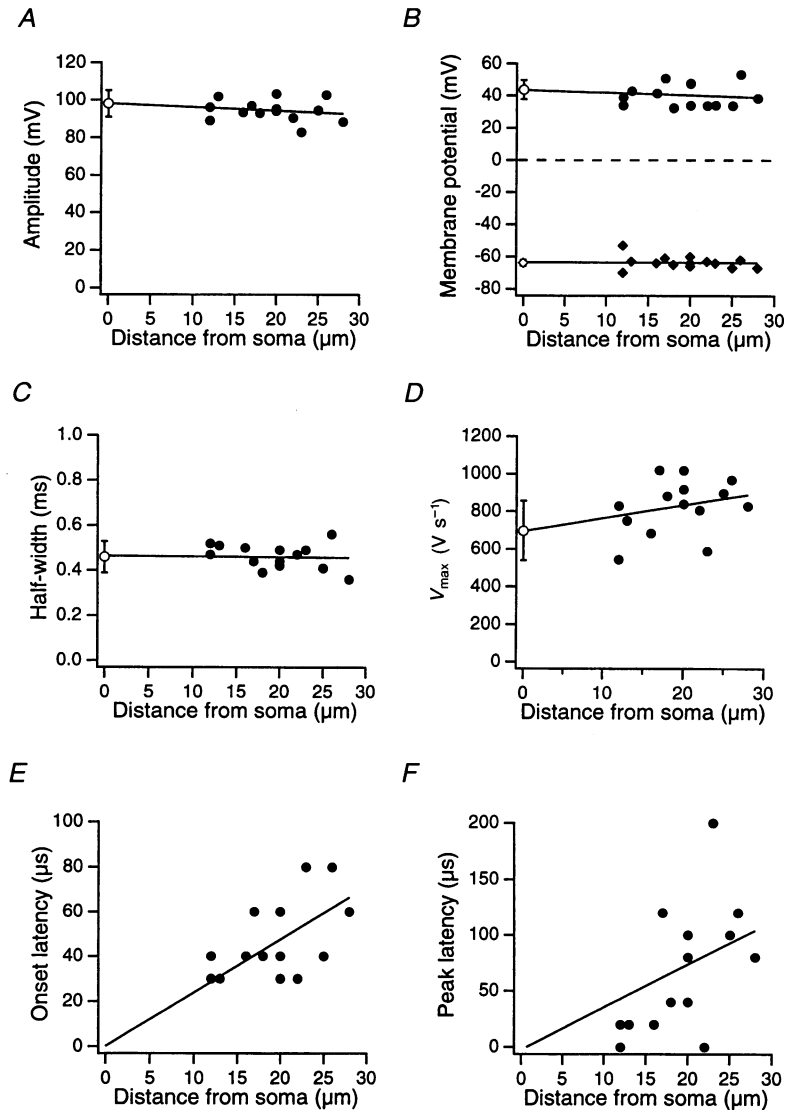 A
120
100
80
60
40
20
0
Amplitude (mV)
0 5 10 15 20 25 30
Distance from soma (µm)
B
60
40
20
0
-20
-40
-60
-80
Membrane potential (mV)
0 5 10 15 20 25 30
Distance from soma (µm)
C
1.0
0.8
0.6
0.4
0.2
0.0
Half-width (ms)
0 5 10 15 20 25 30
Distance from soma (µm)
D
1200
1000
800
600
400
200
0
Vmax (V s⁻¹)
0 10 20 30
Distance from soma (µm)
E
100
80
60
40
20
0
Onset latency (µs)
0 5 10 15 20 25 30
Distance from soma (µm)
F
200
150
100
50
0
Peak latency (µs)
0 5 10 15 20 25 30
Distance from soma (µm)